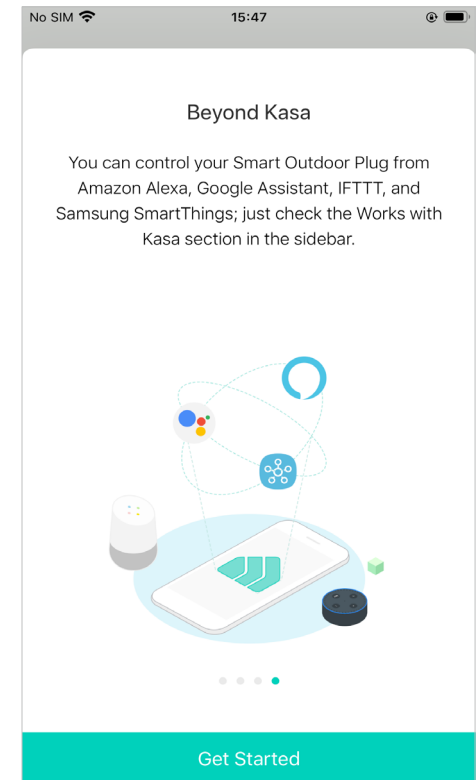 No SIM 15:47
Beyond Kasa
You can control your Smart Outdoor Plug from
Amazon Alexa, Google Assistant, IFTTT, and
Samsung SmartThings; just check the Works with
Kasa section in the sidebar.
Get Started